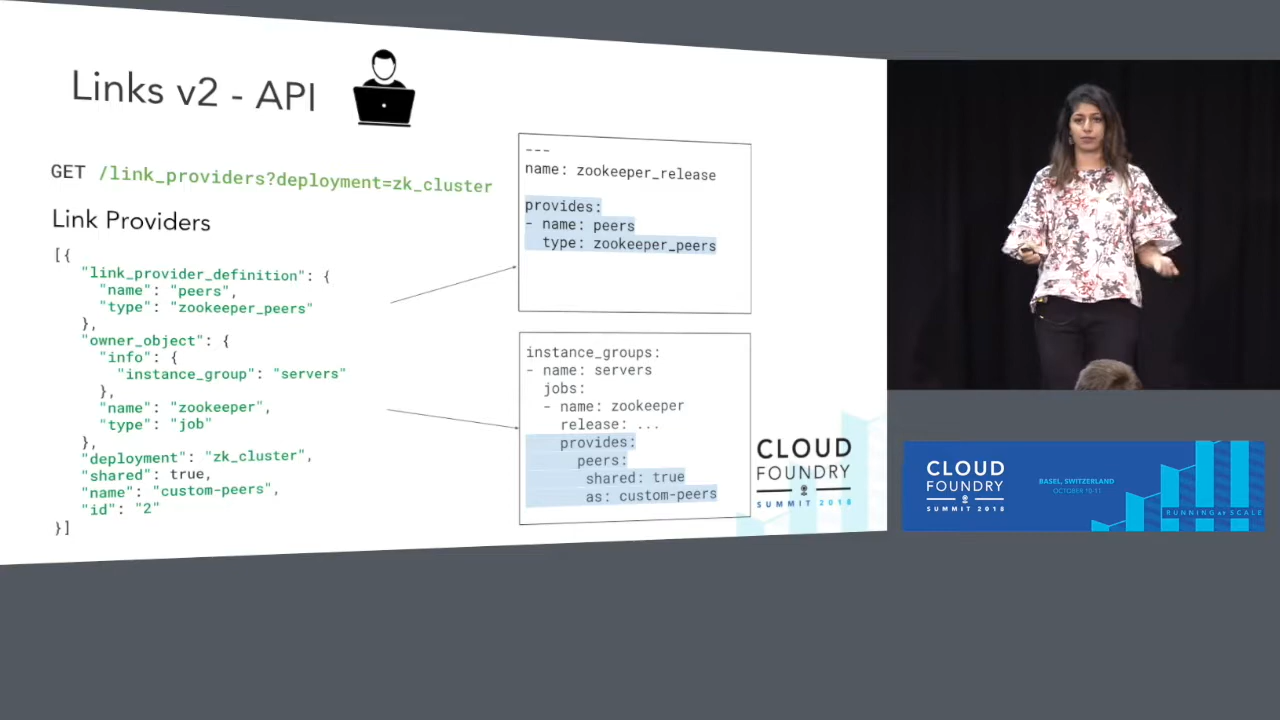 Links v2 - API
GET /link_providers?deployment=zk_cluster
Link Providers
[{
"link_provider_definition": {
"name": "peers",
"type": "zookeeper_peers"
},
"owner_object": {
"info": {
"instance_group": "servers"
},
"name": "zookeeper",
"type": "job"
},
"deployment": "zk_cluster",
"shared": true,
"name": "custom-peers",
"id": "2"
}]
---
name: zookeeper_release
provides:
- name: peers
type: zookeeper_peers
instance_groups:
- name: servers
jobs:
- name: zookeeper
release: ...
provides:
peers:
shared: true
as: custom-peers
CLOUD
FOUNDRY
SUMMIT 2018
CLOUD
FOUNDRY
SUMMIT 2018
BASEL, SWITZERLAND
OCTOBER 10-11
RUNNING AT SCALE